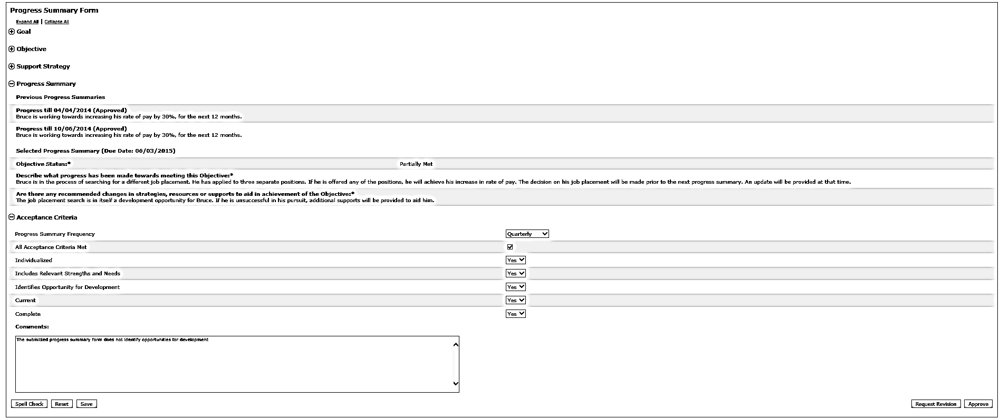 Progress Summary Form
Expand All | Collapse All
Goal
Objective
Support Strategy
Progress Summary
Previous Progress Summaries
Progress till 04/04/2014 (Approved)
Bruce is working towards increasing his rate of pay by 30%, for the next 12 months.
Progress till 10/06/2014 (Approved)
Bruce is working towards increasing his rate of pay by 30%, for the next 12 months.
Selected Progress Summary (Due Date: 06/03/2015)
Objective Status:* Partially Met
Describe what progress has been made towards meeting this Objective:*
Bruce is in the process of searching for a different job placement. He has applied to three separate positions. If he is offered any of the positions, he will achieve his increase in rate of pay. The decision on his job placement will be made prior to the next progress summary. An update will be provided at that time.
Are there any recommended changes in strategies, resources or supports to aid in achievement of the Objective:*
The job placement search is in itself a development opportunity for Bruce. If he is unsuccessful in his pursuit, additional supports will be provided to aid him.
Acceptance Criteria
Progress Summary Frequency Quarterly
All Acceptance Criteria Met
Individualized Yes
Includes Relevant Strengths and Needs Yes
Identifies Opportunity for Development Yes
Current Yes
Complete Yes
Comments:
The submitted progress summary form does not identify opportunities for development
Spell Check Reset Save Request Revision Approve